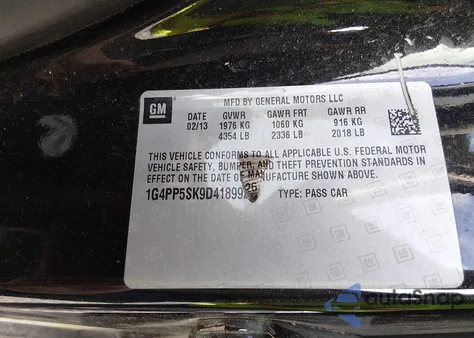 GM
MFD BY GENERAL MOTORS LLC
DATE GVWR GAWR FRT GAWR RR
02/13 1976 KG 1060 KG 916 KG
4354 LB 2336 LB 2018 LB
THIS VEHICLE CONFORMS TO ALL APPLICABLE U.S. FEDERAL MOTOR
VEHICLE SAFETY, BUMPER, AND THEFT PREVENTION STANDARDS IN
EFFECT ON THE DATE OF MANUFACTURE SHOWN ABOVE.
TYPE: PASS CAR
autoSnap